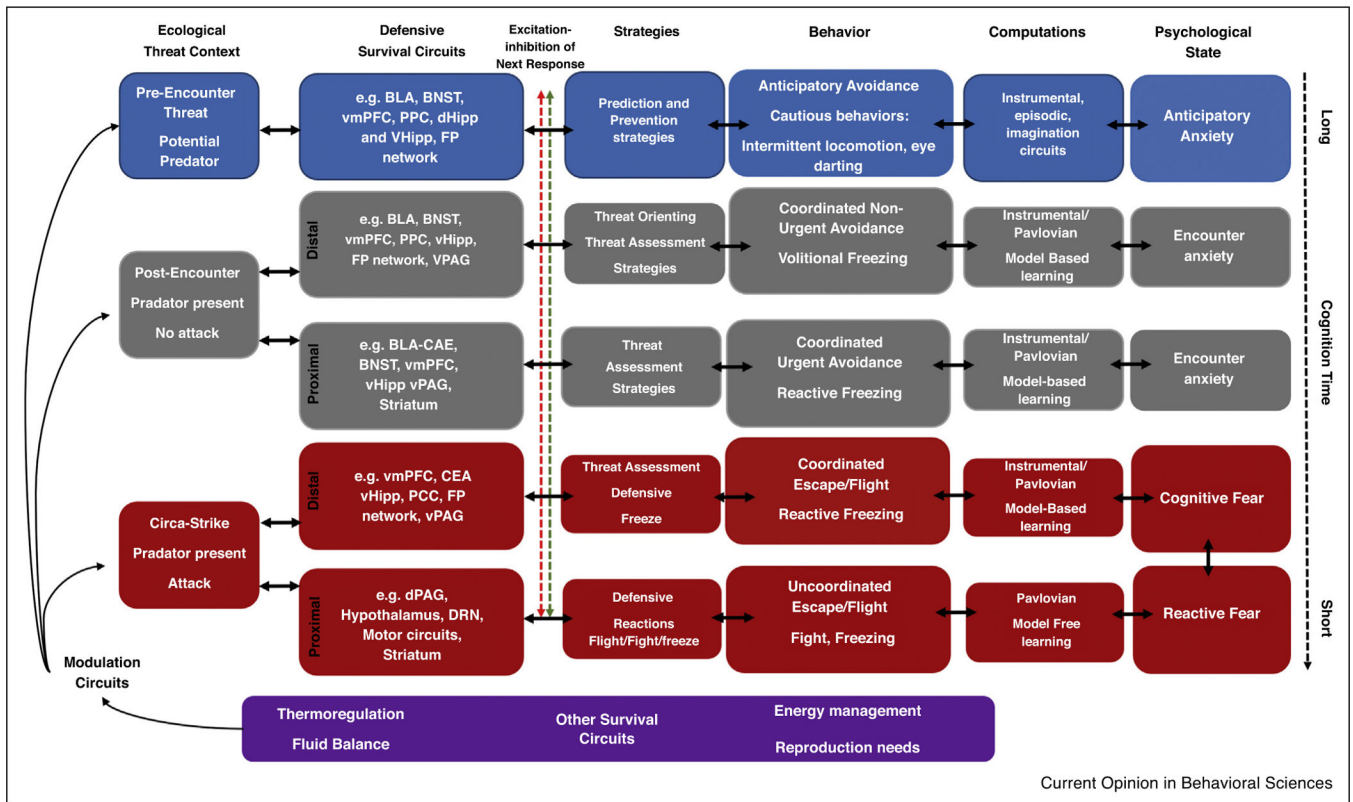 Ecological
Threat Context
Defensive
Survival Circuits
Excitation-
inhibition of
Next Response
Strategies
Behavior
Computations
Psychological
State
Pre-Encounter
Threat
Potential
Predator
e.g. BLA, BNST,
vmPFC, PPC, dHipp
and VHipp, FP
network
Prediction and
Prevention
strategies
Anticipatory Avoidance
Cautious behaviors:
Intermittent locomotion, eye
darting
Instrumental,
episodic,
imagination
circuits
Anticipatory
Anxiety
Long
Post-Encounter
Pradator present
No attack
Distal
e.g. BLA, BNST,
vmPFC, PPC, vHipp,
FP network, VPAG
Threat Orienting
Threat Assessment
Strategies
Coordinated Non-
Urgent Avoidance
Volitional Freezing
Instrumental/
Pavlovian
Model Based
learning
Encounter
anxiety
Cognition Time
Proximal
e.g. BLA-CAE,
BNST, vmPFC,
vHipp vPAG,
Striatum
Threat
Assessment
Strategies
Coordinated
Urgent Avoidance
Reactive Freezing
Instrumental/
Pavlovian
Model-based
learning
Encounter
anxiety
Circa-Strike
Pradator present
Attack
Distal
e.g. vmPFC, CEA
vHipp, PCC, FP
network, vPAG
Threat Assessment
Defensive
Freeze
Coordinated
Escape/Flight
Reactive Freezing
Instrumental/
Pavlovian
Model-Based
learning
Cognitive Fear
Proximal
e.g. dPAG,
Hypothalamus, DRN,
Motor circuits,
Striatum
Defensive
Reactions
Flight/Fight/freeze
Uncoordinated
Escape/Flight
Fight, Freezing
Pavlovian
Model Free
learning
Reactive Fear
Short
Modulation
Circuits
Thermoregulation
Fluid Balance
Other Survival
Circuits
Energy management
Reproduction needs
Current Opinion in Behavioral Sciences